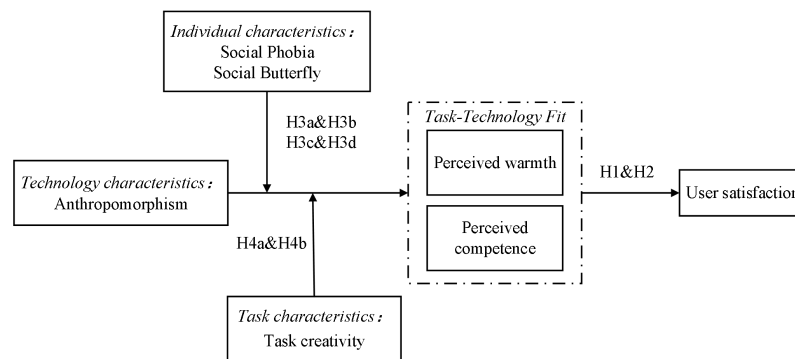 Individual characteristics：
Social Phobia
Social Butterfly
H3a&H3b
H3c&H3d
Task-Technology Fit
Perceived warmth
H1&H2
Technology characteristics：
Anthropomorphism
User satisfaction
Perceived
competence
H4a&H4b
Task characteristics：
Task creativity